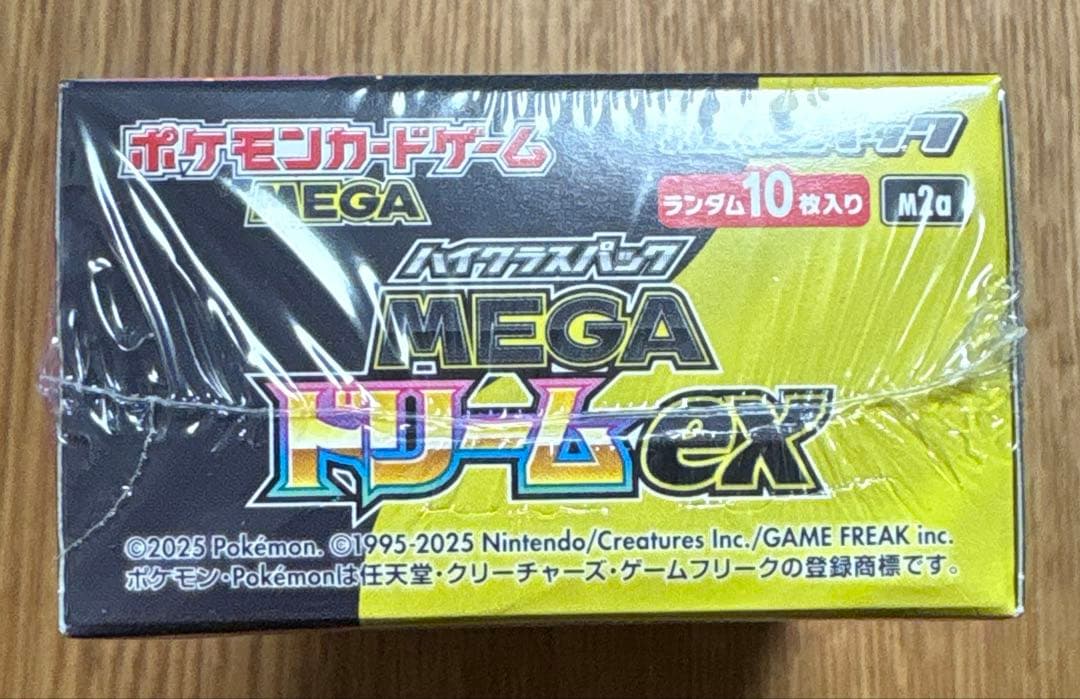 ポケモンカードゲーム
MEGA
ランダム10枚入り
M2a
ハイクラスパック
MEGA
ドリームex
©2025 Pokémon. ©1995-2025 Nintendo/Creatures Inc./GAME FREAK inc.
ポケモン・Pokémonは任天堂・クリーチャーズ・ゲームフリークの登録商標です。